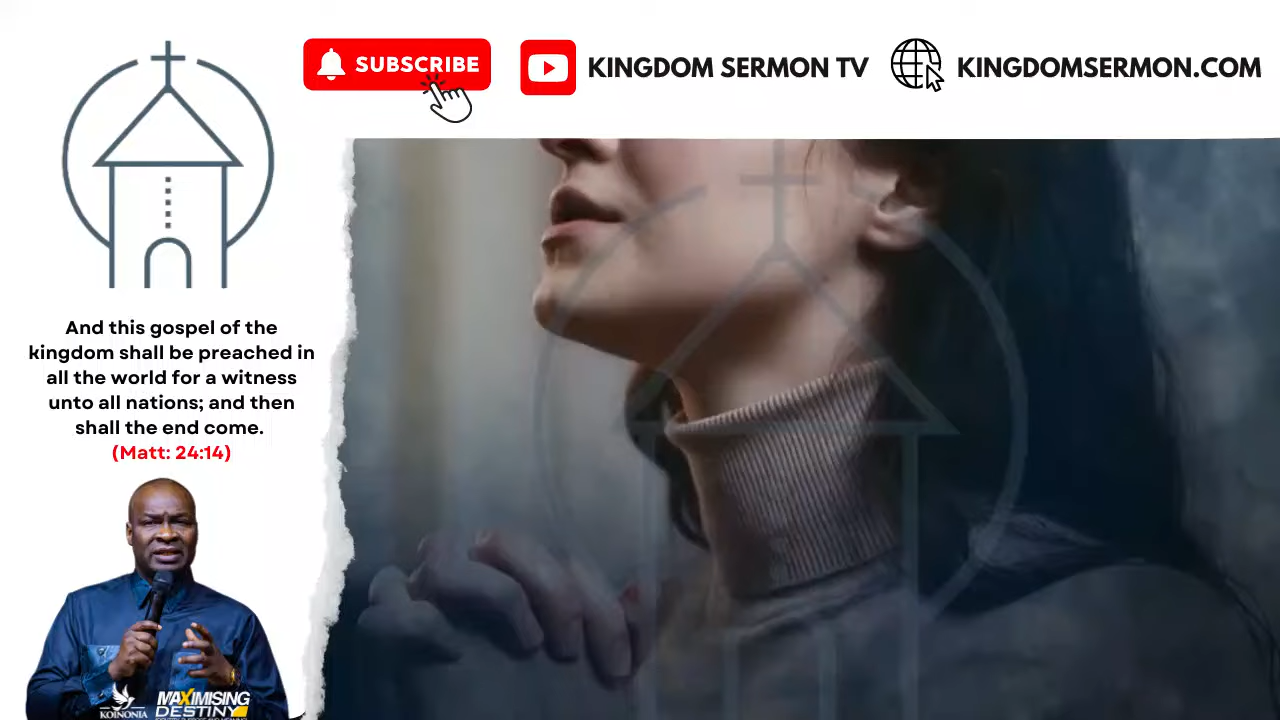 SUBSCRIBE
KINGDOM SERMON TV
KINGDOMSERMON.COM
And this gospel of the
kingdom shall be preached in
all the world for a witness
unto all nations; and then
shall the end come.
(Matt: 24:14)
KOINONIA
MAXIMISING
DESTINY